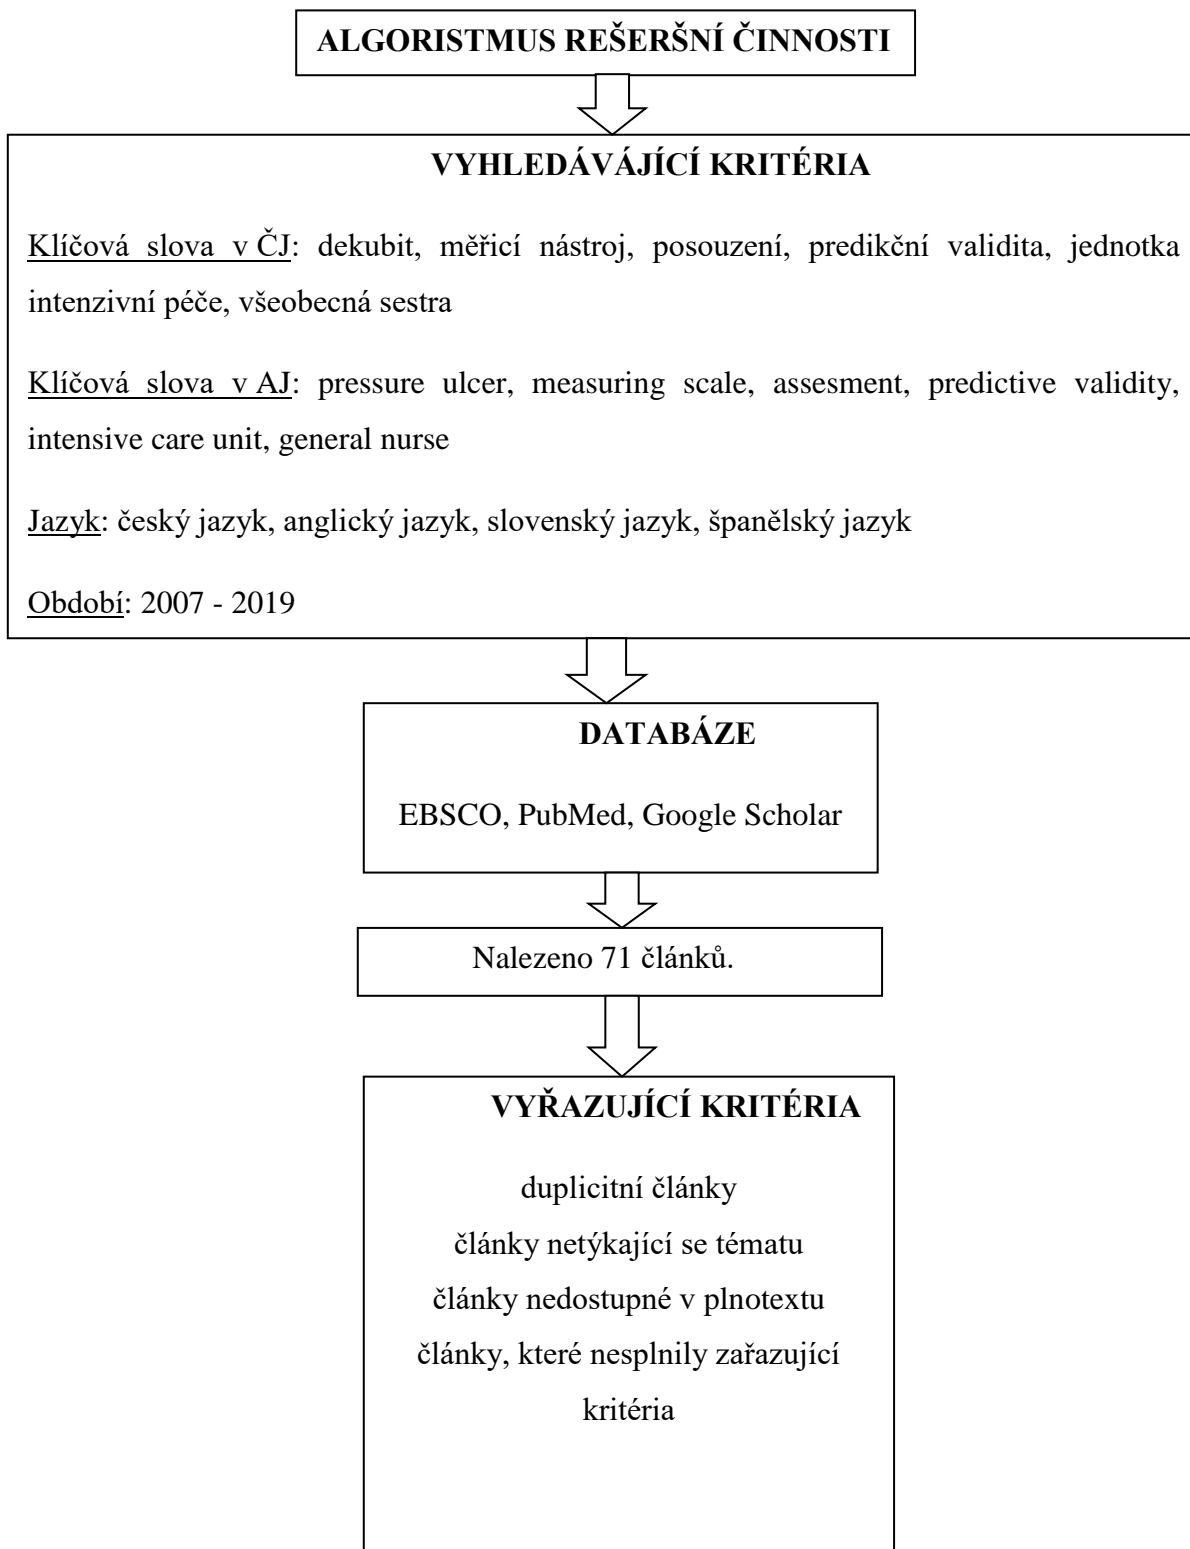 ALGORISTMUS REŠERŠNÍ ČINNOSTI
VYHLEDÁVÁJÍCÍ KRITÉRIA
Klíčová slova v ČJ: dekubit, měřicí nástroj, posouzení, predikční validita, jednotka
intenzivní péče, všeobecná sestra
Klíčová slova v AJ: pressure ulcer, measuring scale, assesment, predictive validity,
intensive care unit, general nurse
Jazyk: český jazyk, anglický jazyk, slovenský jazyk, španělský jazyk
Období: 2007 - 2019
DATABÁZE
EBSCO, PubMed, Google Scholar
Nalezeno 71 článků.
VYŘAZUJÍCÍ KRITÉRIA
duplicitní články
články netýkající se tématu
články nedostupné v plnotextu
články, které nesplnily zařazující
kritéria